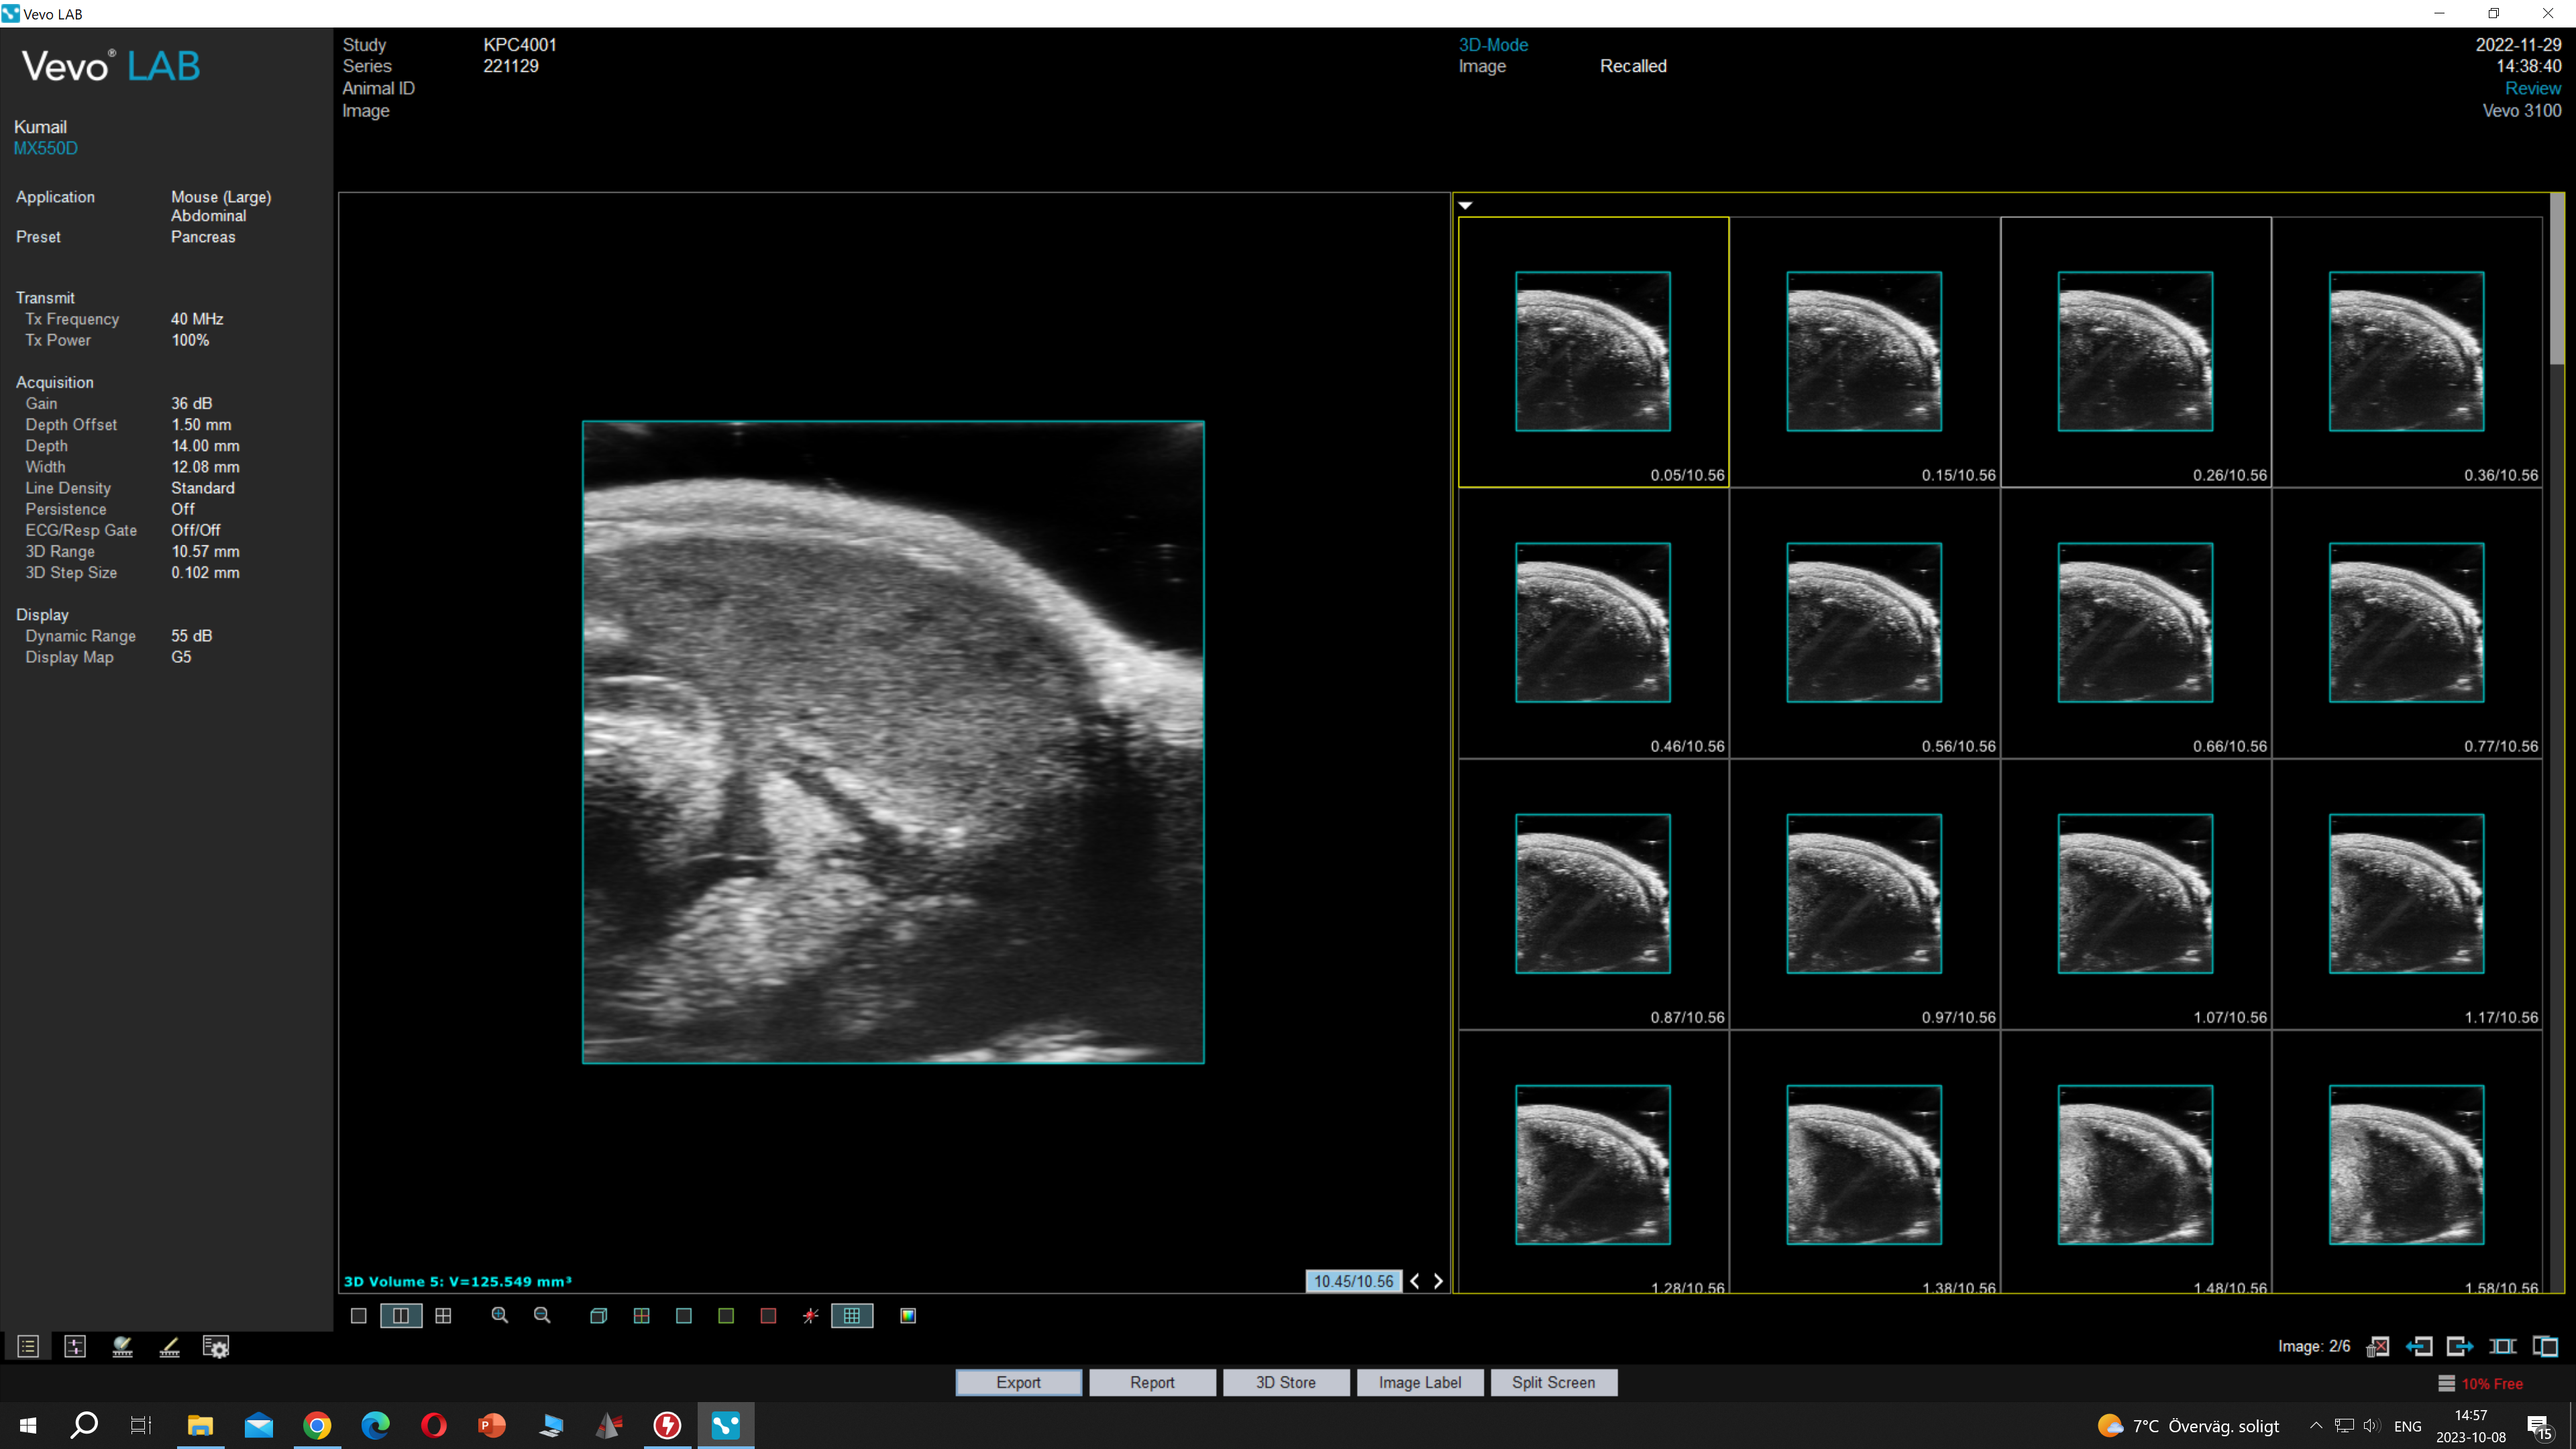 Vevo LAB
Vevo® LAB
Kumail
MX550D
Application Mouse (Large)
Abdominal
Preset Pancreas
Transmit
Tx Frequency 40 MHz
Tx Power 100%
Acquisition
Gain 36 dB
Depth Offset 1.50 mm
Depth 14.00 mm
Width 12.08 mm
Line Density Standard
Persistence Off
ECG/Resp Gate Off/Off
3D Range 10.57 mm
3D Step Size 0.102 mm
Display
Dynamic Range 55 dB
Display Map G5
Study KPC4001
Series 221129
Animal ID
Image
3D-Mode
Image Recalled
2022-11-29
14:38:40
Review
Vevo 3100
3D Volume 5: V=125.549 mm³
10.45/10.56
0.05/10.56 0.15/10.56 0.26/10.56 0.36/10.56
0.46/10.56 0.56/10.56 0.66/10.56 0.77/10.56
0.87/10.56 0.97/10.56 1.07/10.56 1.17/10.56
1.28/10.56 1.38/10.56 1.48/10.56 1.58/10.56
Image: 2/6
Export Report 3D Store Image Label Split Screen
10% Free
7°C Överväg. soligt
ENG
14:57
2023-10-08
15